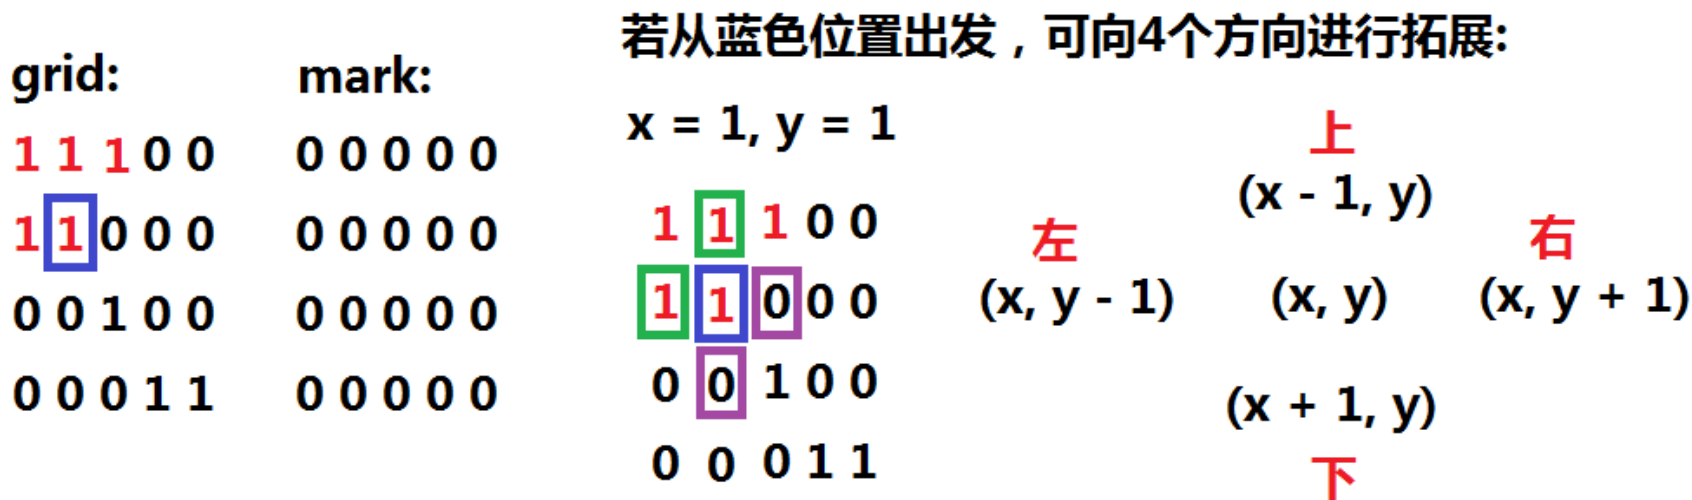 若从蓝色位置出发，可向4个方向进行拓展:
grid:
1 1 1 0 0
1 1 0 0 0
0 0 1 0 0
0 0 0 1 1
mark:
0 0 0 0 0
0 0 0 0 0
0 0 0 0 0
0 0 0 0 0
x = 1, y = 1
1 1 1 0 0
1 1 0 0 0
0 0 1 0 0
0 0 0 1 1
上
(x - 1, y)
左
右
(x, y - 1)
(x, y)
(x, y + 1)
(x + 1, y)
下